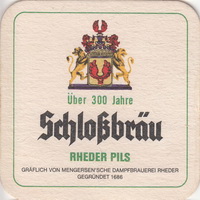 Über 300 Jahre
Schloßbräu
RHEDER PILS
GRÄFLICH VON MENGERSEN'SCHE DAMPFBRAUEREI RHEDER
GEGRÜNDET 1686